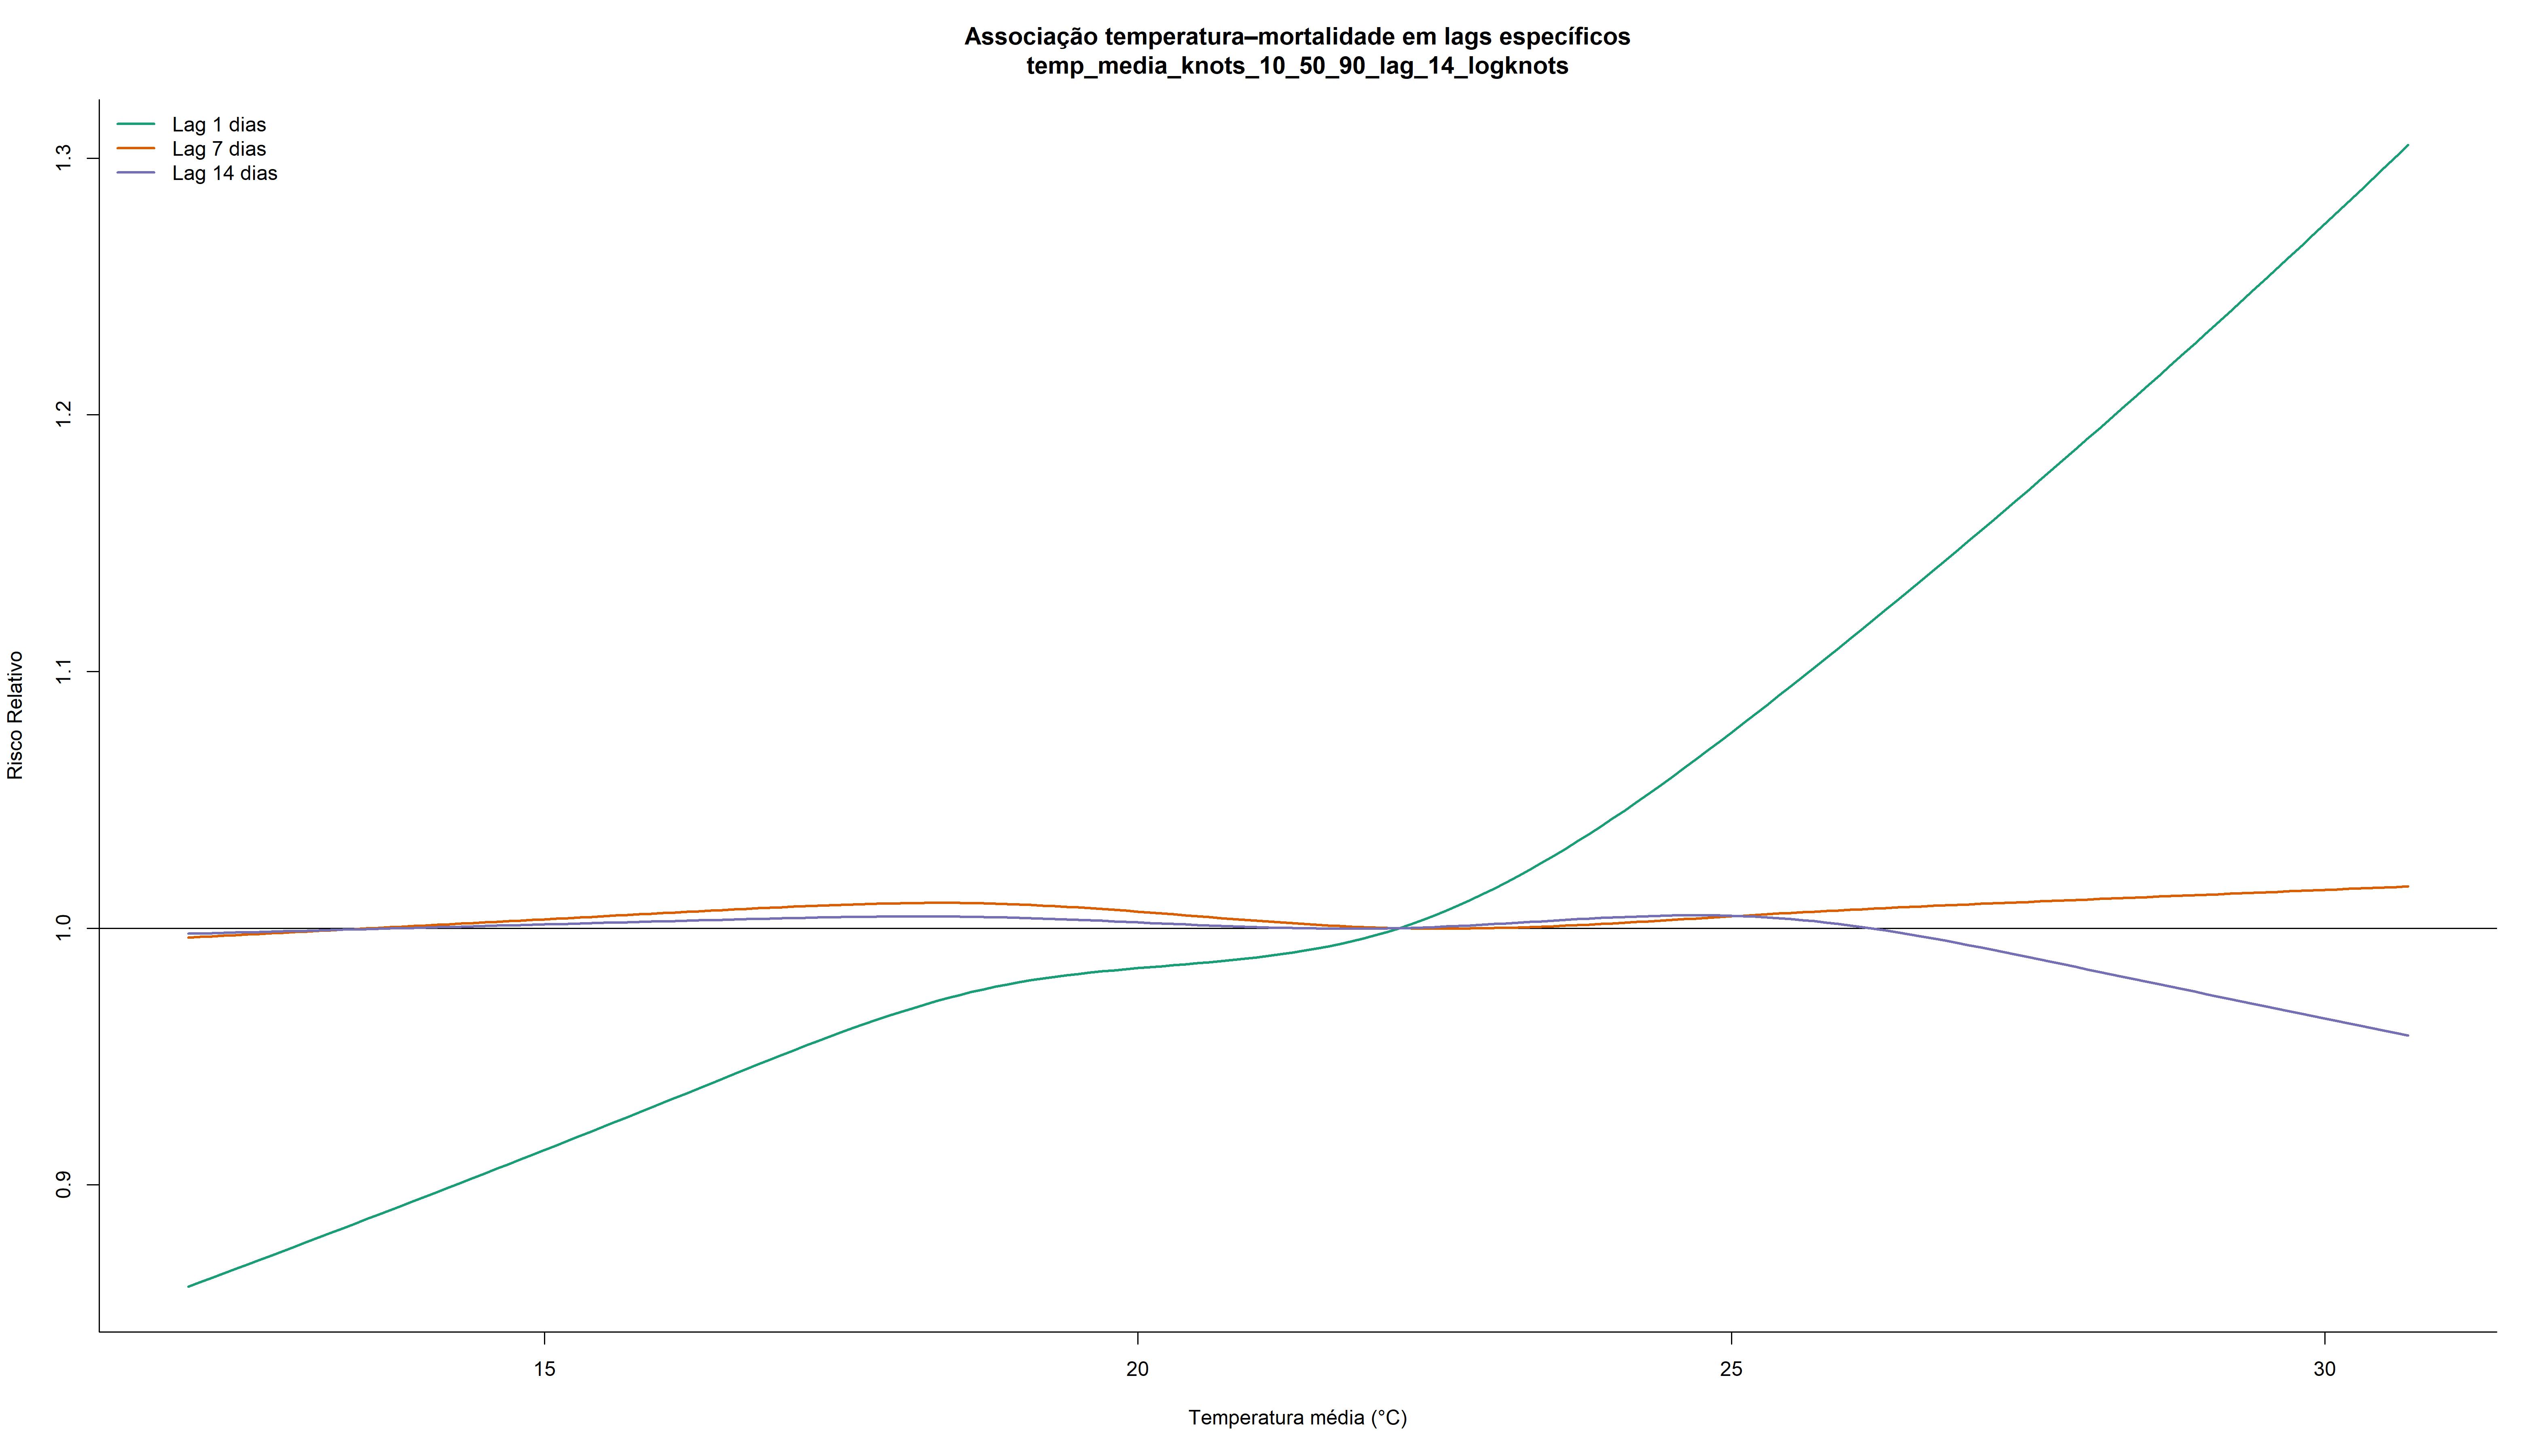 Associação temperatura–mortalidade em lags específicos
temp_media_knots_10_50_90_lag_14_logknots
Lag 1 dias
Lag 7 dias
Lag 14 dias
1.3
1.2
1.1
1.0
0.9
Risco Relativo
15
20
25
30
Temperatura média (°C)